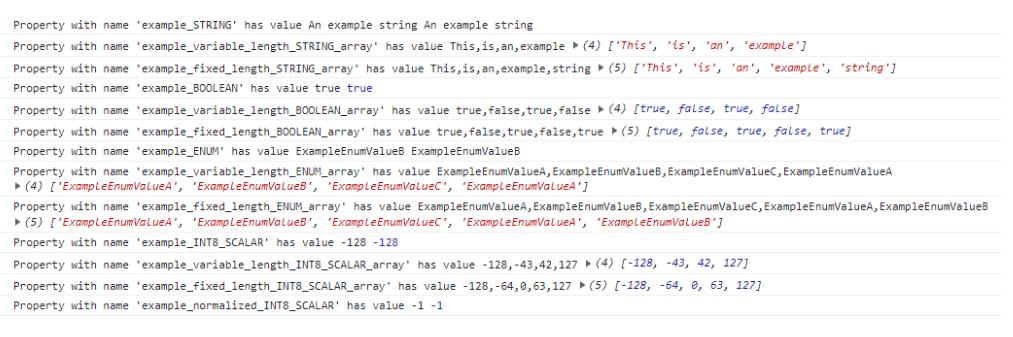 Property with name 'example_STRING' has value An example string An example string
Property with name 'example_variable_length_STRING_array' has value This,is,an,example ▶(4) ['This', 'is', 'an', 'example']
Property with name 'example_fixed_length_STRING_array' has value This,is,an,example,string ▶(5) ['This', 'is', 'an', 'example', 'string']
Property with name 'example_BOOLEAN' has value true true
Property with name 'example_variable_length_BOOLEAN_array' has value true,false,true,false ▶(4) [true, false, true, false]
Property with name 'example_fixed_length_BOOLEAN_array' has value true,false,true,false,true ▶(5) [true, false, true, false, true]
Property with name 'example_ENUM' has value ExampleEnumValueB ExampleEnumValueB
Property with name 'example_variable_length_ENUM_array' has value ExampleEnumValueA,ExampleEnumValueB,ExampleEnumValueC,ExampleEnumValueA
▶(4) ['ExampleEnumValueA', 'ExampleEnumValueB', 'ExampleEnumValueC', 'ExampleEnumValueA']
Property with name 'example_fixed_length_ENUM_array' has value ExampleEnumValueA,ExampleEnumValueB,ExampleEnumValueC,ExampleEnumValueA,ExampleEnumValueB
▶(5) ['ExampleEnumValueA', 'ExampleEnumValueB', 'ExampleEnumValueC', 'ExampleEnumValueA', 'ExampleEnumValueB']
Property with name 'example_INT8_SCALAR' has value -128 -128
Property with name 'example_variable_length_INT8_SCALAR_array' has value -128,-43,42,127 ▶(4) [-128, -43, 42, 127]
Property with name 'example_fixed_length_INT8_SCALAR_array' has value -128,-64,0,63,127 ▶(5) [-128, -64, 0, 63, 127]
Property with name 'example_normalized_INT8_SCALAR' has value -1 -1